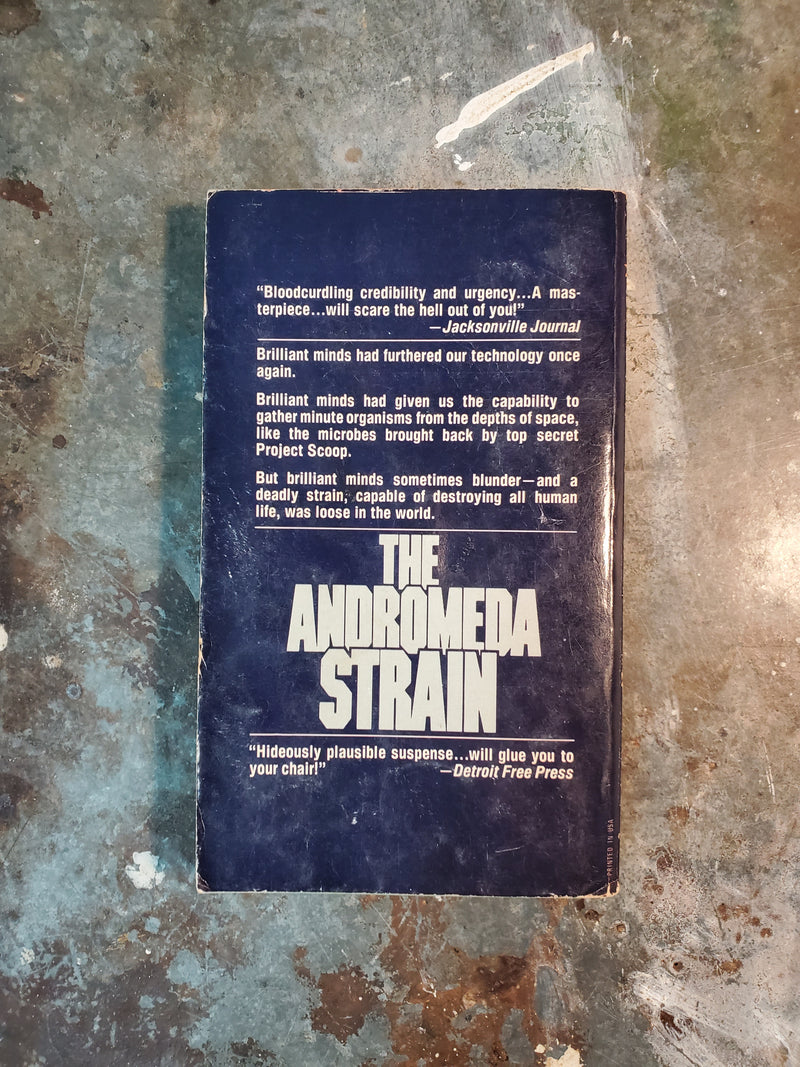 “Bloodcurdling credibility and urgency...A mas-
terpiece...will scare the hell out of you!”
—Jacksonville Journal
Brilliant minds had furthered our technology once
again.
Brilliant minds had given us the capability to
gather minute organisms from the depths of space,
like the microbes brought back by top secret
Project Scoop.
But brilliant minds sometimes blunder—and a
deadly strain, capable of destroying all human
life, was loose in the world.
THE
ANDROMEDA
STRAIN
“Hideously plausible suspense...will glue you to
your chair!”
—Detroit Free Press
—PRINTED IN USA